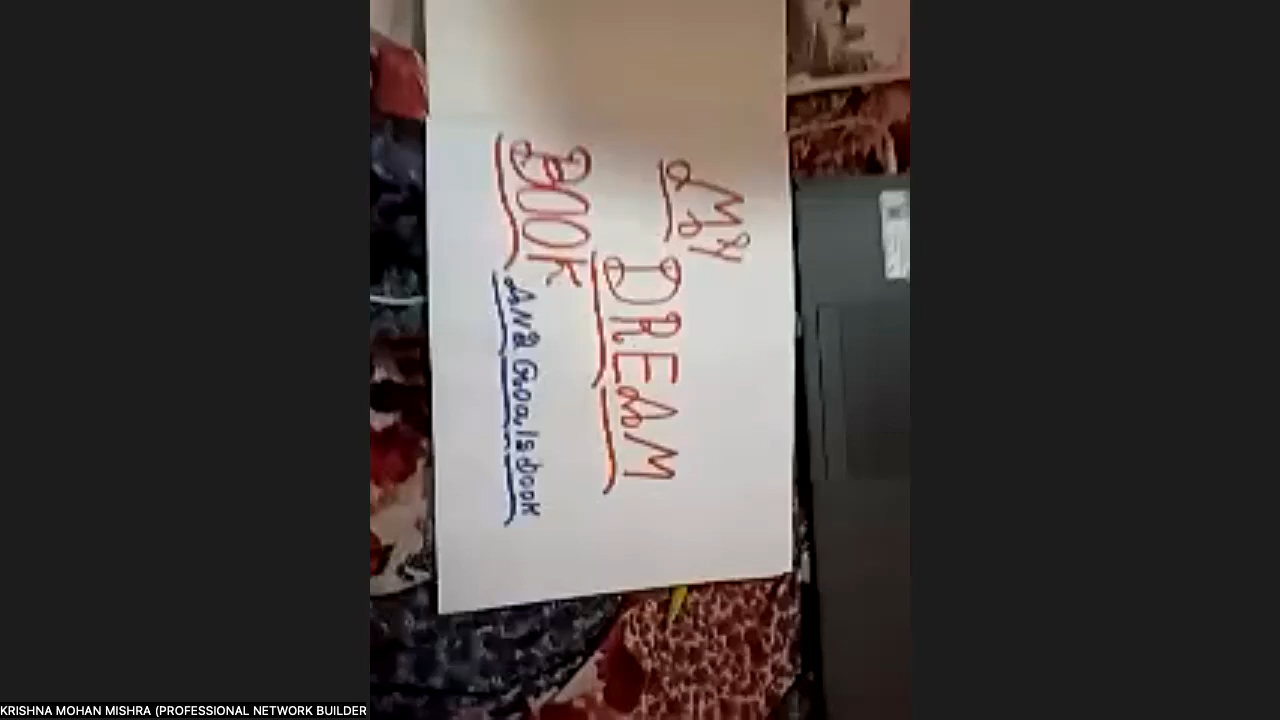 My
DREAM
BOOK
AND Goals book
KRISHNA MOHAN MISHRA (PROFESSIONAL NETWORK BUILDER